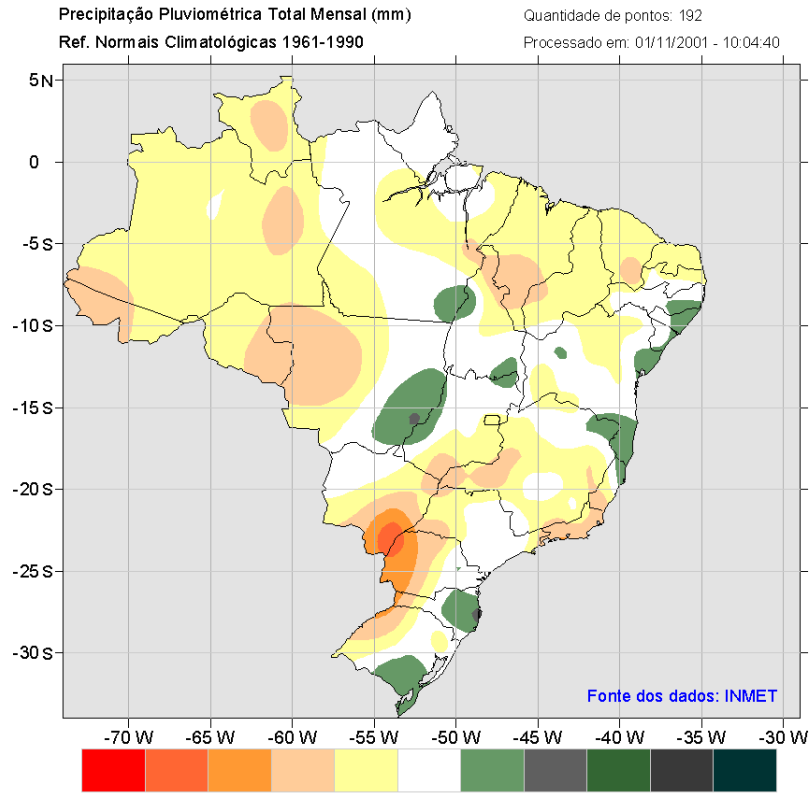 Precipitação Pluviométrica Total Mensal (mm)
Quantidade de pontos: 192
Ref. Normais Climatológicas 1961-1990
Processado em: 01/11/2001 - 10:04:40
5N
0
-5 S
-10 S
-15 S
-20 S
-25 S
-30 S
Fonte dos dados: INMET
-70 W -65 W -60 W -55 W -50 W -45 W -40 W -35 W -30 W